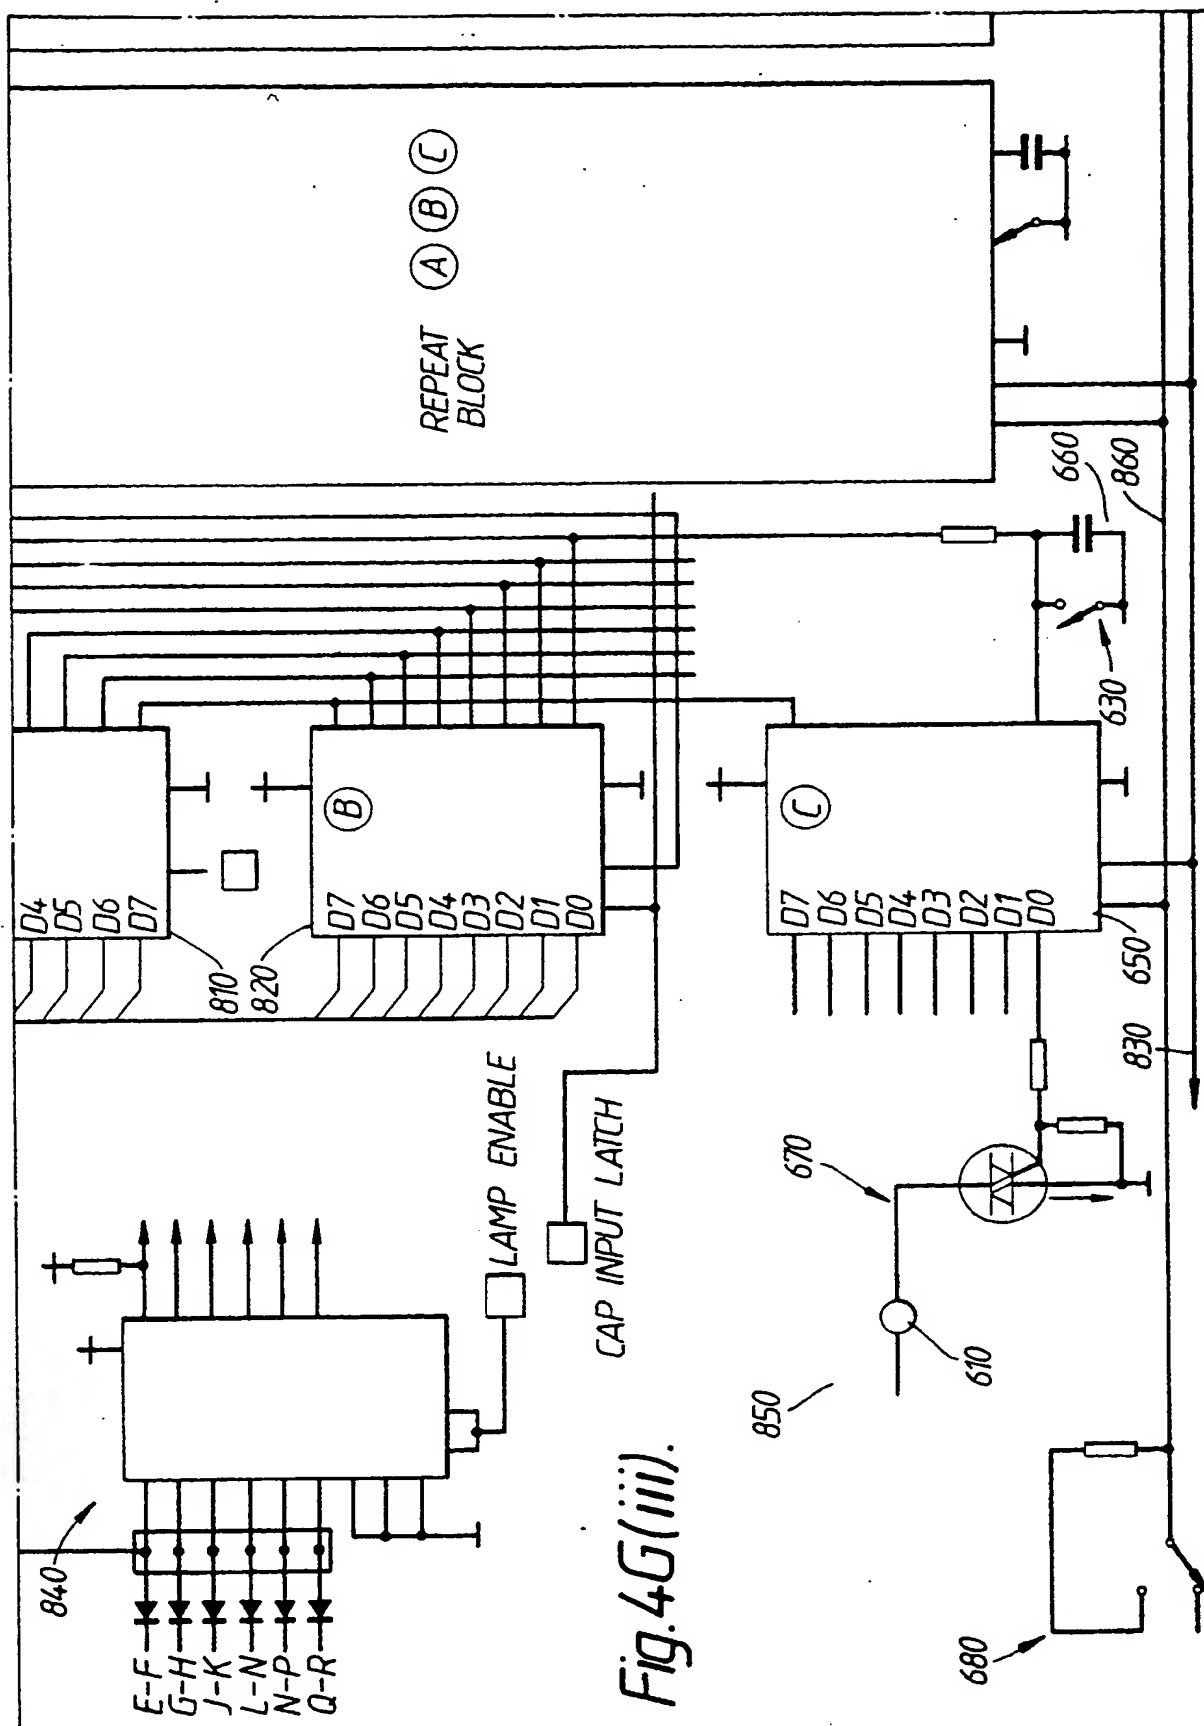 840
E-F
G-H
J-K
L-N
N-P
Q-R
LAMP ENABLE
CAP INPUT LATCH
D4
D5
D6
D7
810
820
B
D7
D6
D5
D4
D3
D2
D1
D0
REPEAT
BLOCK
A B C
C
D7
D6
D5
D4
D3
D2
D1
D0
650
630
660
860
830
670
610
850
680
Fig.4G(iii).